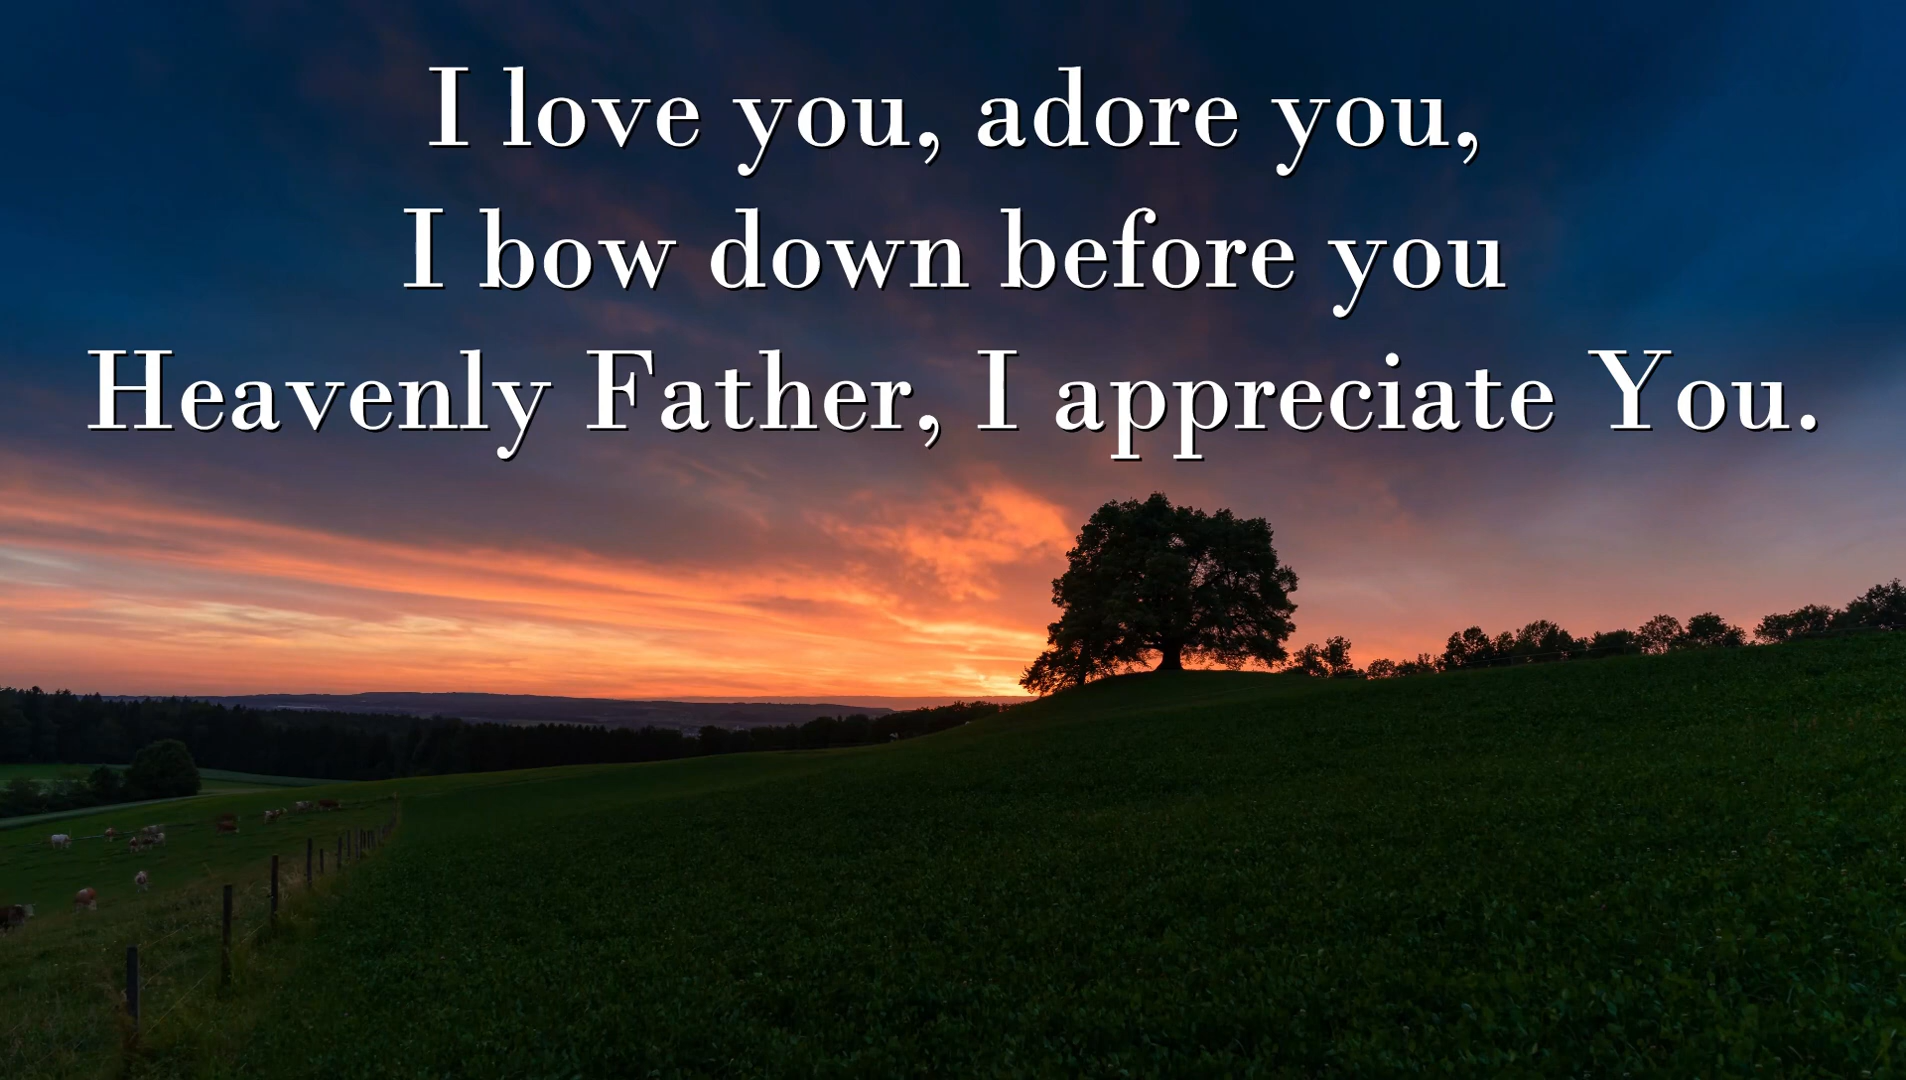 I love you, adore you,
I bow down before you
Heavenly Father, I appreciate You.